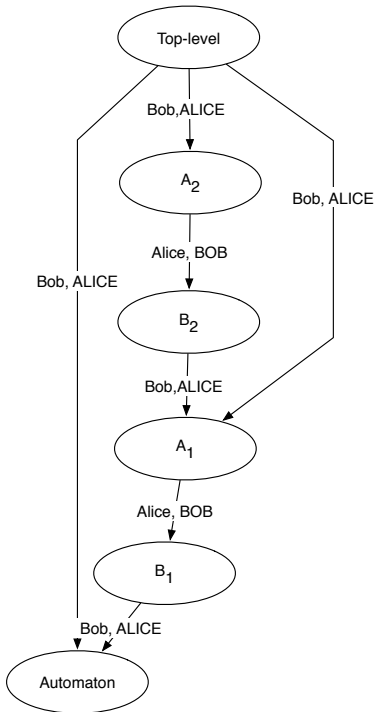 Top-level
Bob,ALICE
A2
Bob, ALICE
Alice, BOB
Bob, ALICE
B2
Bob,ALICE
A1
Alice, BOB
B1
Bob, ALICE
Automaton